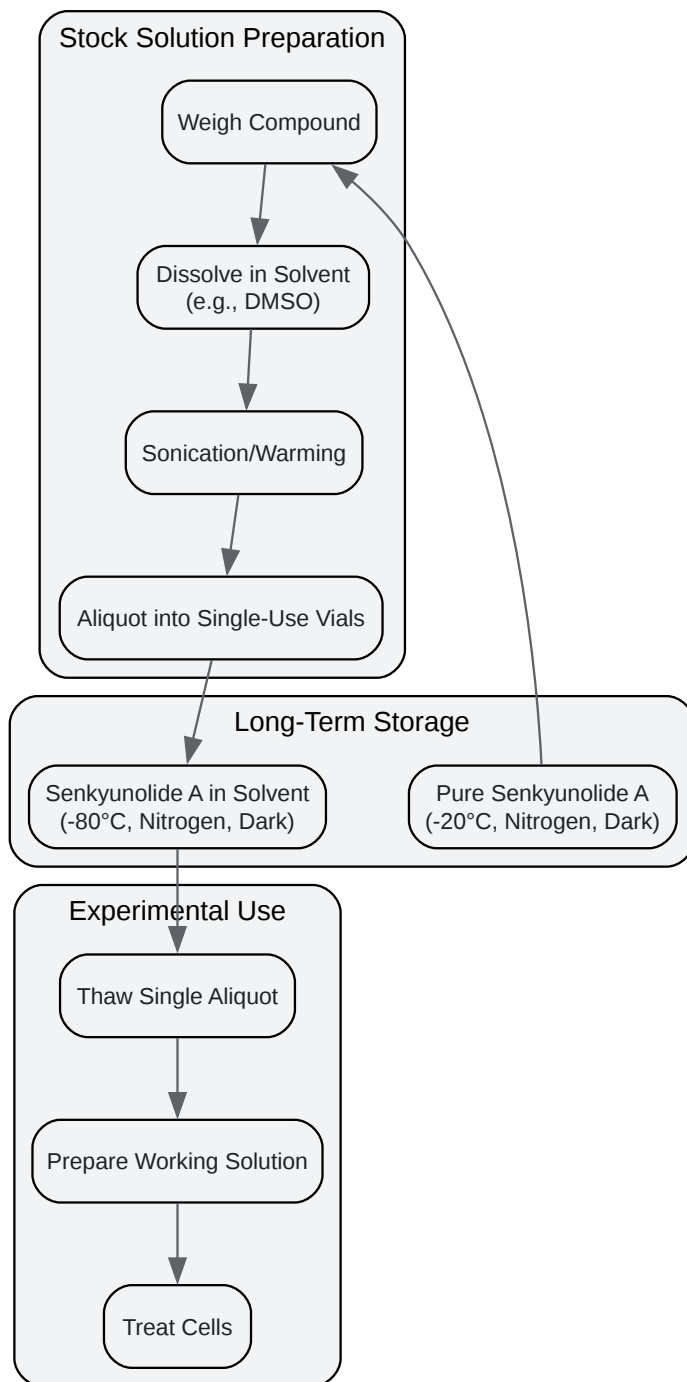 Stock Solution Preparation
Weigh Compound
Dissolve in Solvent
(e.g., DMSO)
Sonication/Warming
Aliquot into Single-Use Vials
Long-Term Storage
Senkyunolide A in Solvent
(-80°C, Nitrogen, Dark)
Pure Senkyunolide A
(-20°C, Nitrogen, Dark)
Experimental Use
Thaw Single Aliquot
Prepare Working Solution
Treat Cells